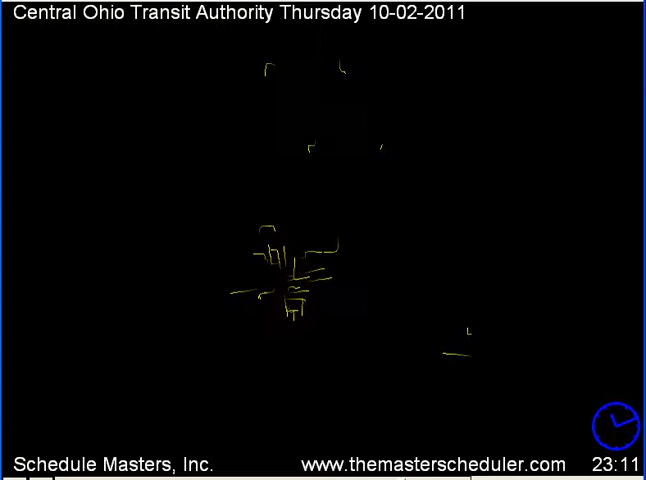 Central Ohio Transit Authority Thursday 10-02-2011
Schedule Masters, Inc. www.themasterscheduler.com 23:11